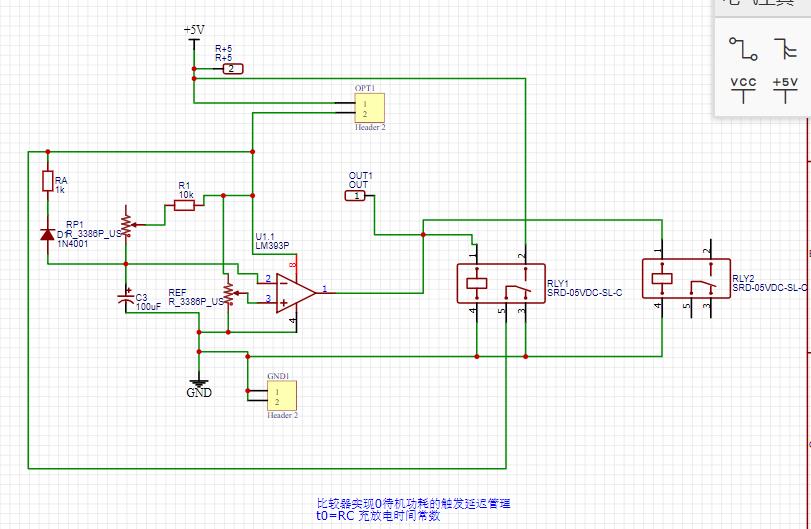 +5V
R+5
R+5
2
VCC
+5V
OPT1
1
2
Header 2
RA
1k
R1
10k
OUT1
OUT
1
RP1
R_3386P_US
1N4001
U1.1
LM393P
8
2
3
1
4
C3
100uF
REF
R_3386P_US
1
2
RLY1
SRD-05VDC-SL-C
4
5
3
1
2
RLY2
SRD-05VDC-SL-C
4
5
3
GND
GND1
1
2
Header 2
比较器实现0待机功耗的触发延迟管理
t0=RC 充放电时间常数